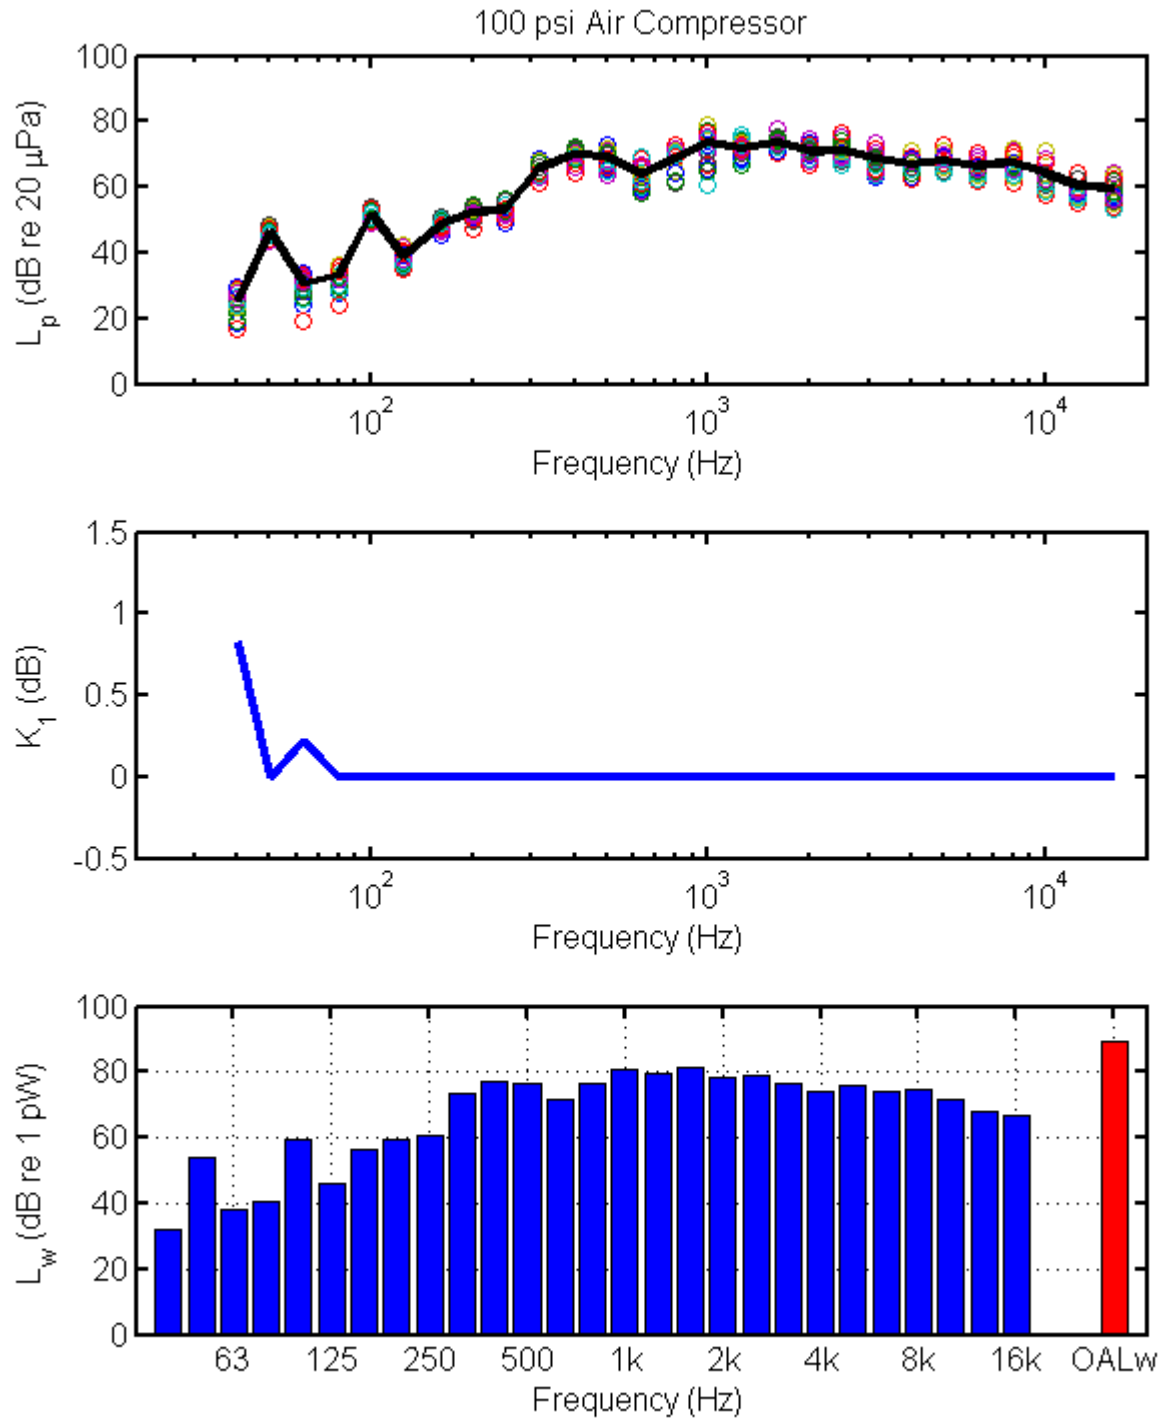 100 psi Air Compressor
L_p (dB re 20 µPa)
100
80
60
40
20
0
10^2 10^3 10^4
Frequency (Hz)
K_1 (dB)
1.5
1
0.5
0
-0.5
10^2 10^3 10^4
Frequency (Hz)
L_w (dB re 1 pW)
100
80
60
40
20
0
63 125 250 500 1k 2k 4k 8k 16k OALw
Frequency (Hz)